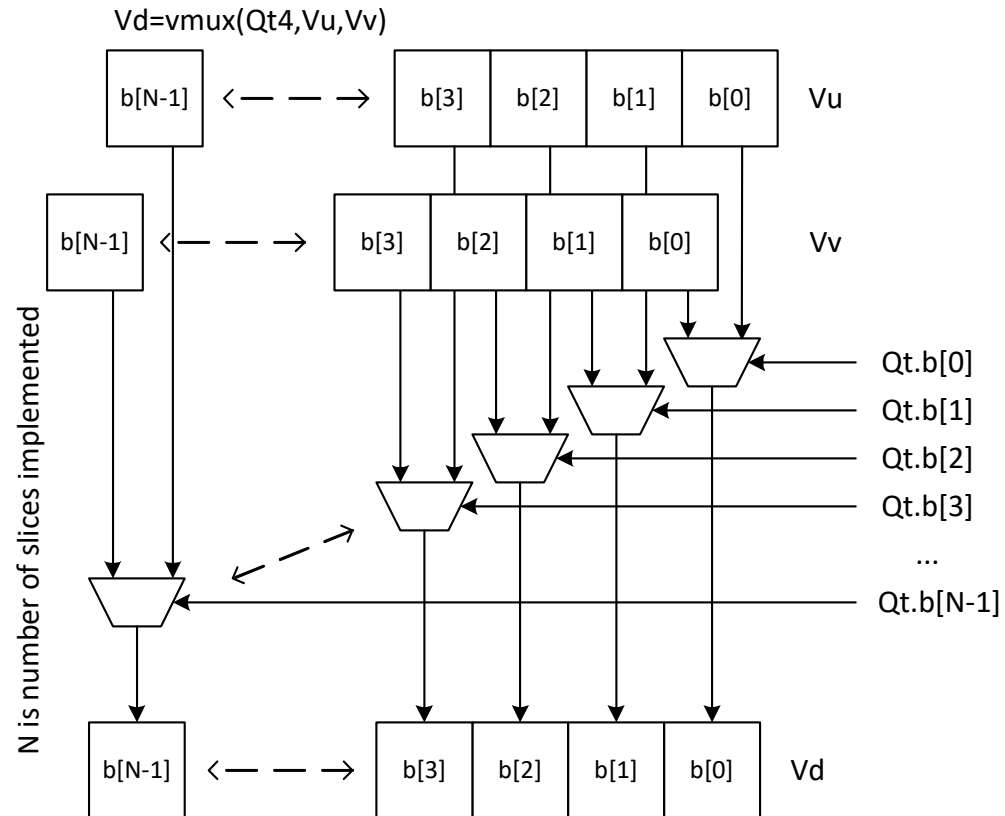 Vd=vmux(Qt4,Vu,Vv)
b[N-1] b[3] b[2] b[1] b[0] Vu
b[N-1] b[3] b[2] b[1] b[0] Vv
Qt.b[0]
Qt.b[1]
Qt.b[2]
Qt.b[3]
...
Qt.b[N-1]
b[N-1] b[3] b[2] b[1] b[0] Vd
N is number of slices implemented